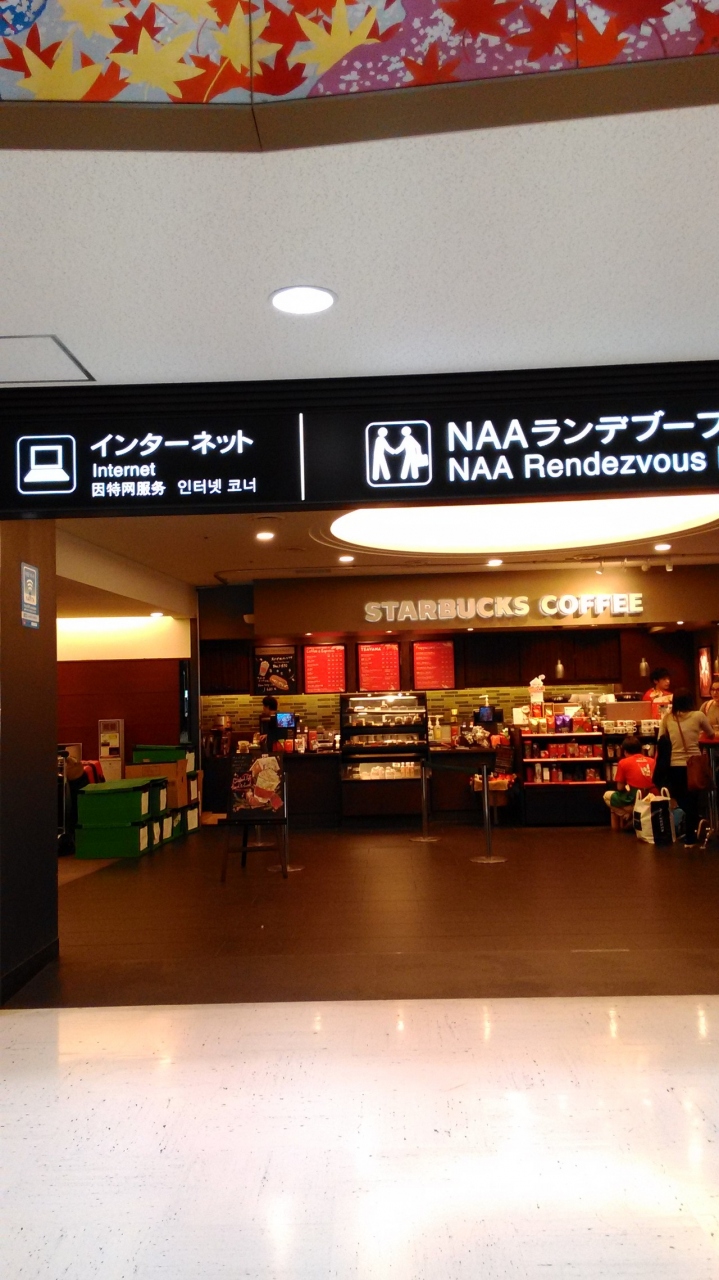 インターネット
Internet
因特网服务 인터넷 코너
NAAランデブープ
NAA Rendezvous
STARBUCKS COFFEE